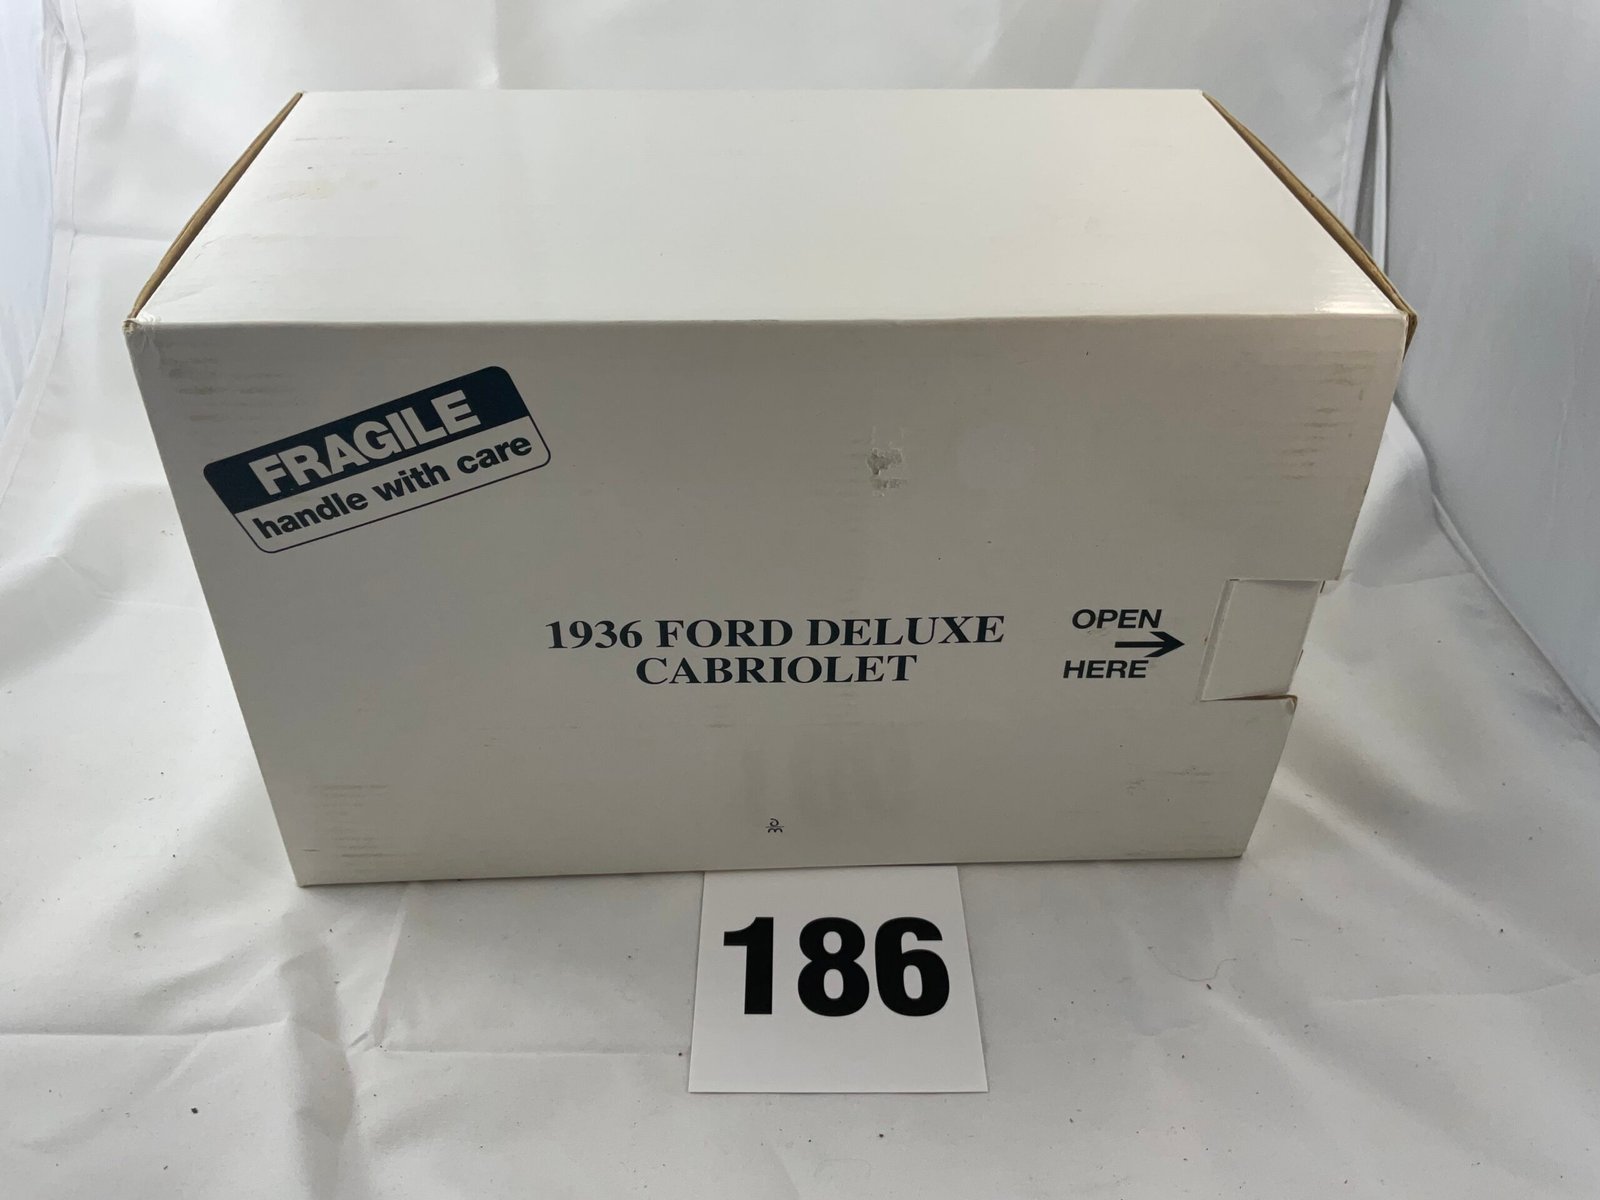 FRAGILE
handle with care
1936 FORD DELUXE
CABRIOLET
OPEN
HERE
186